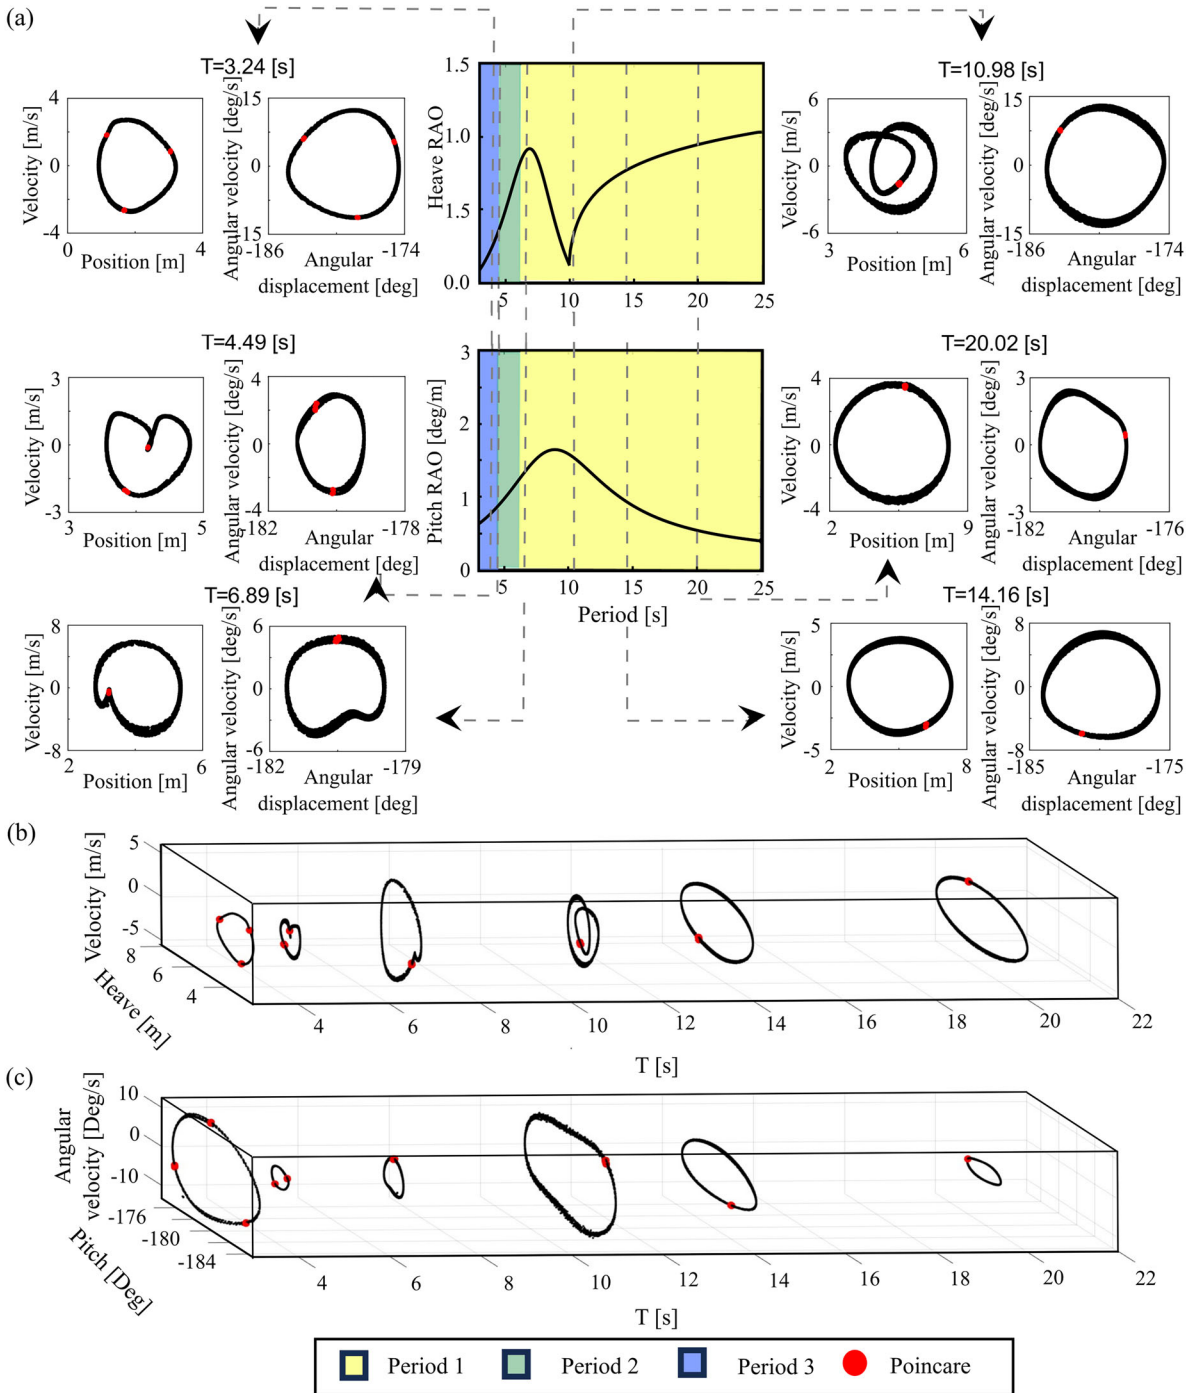 (a)
T=3.24 [s]
Velocity [m/s]
4
0
-4
0
4
Position [m]
Angular velocity [deg/s]
15
0
-15
-186
-174
Angular
displacement [deg]
Heave RAO
1.5
1.0
1.5
0.0
5
10
15
20
25
T=10.98 [s]
Velocity [m/s]
6
0
-6
3
6
Position [m]
Angular velocity [deg/s]
15
0
-15
-186
-174
Angular
displacement [deg]
T=4.49 [s]
Velocity [m/s]
3
0
-3
3
5
Position [m]
Angular velocity [deg/s]
4
0
-4
-182
-178
Angular
displacement [deg]
Pitch RAO [deg/m]
3
2
1
0
5
10
15
20
25
Period [s]
T=20.02 [s]
Velocity [m/s]
4
0
-4
2
9
Position [m]
Angular velocity [deg/s]
3
0
-3
-182
-176
Angular
displacement [deg]
T=6.89 [s]
Velocity [m/s]
8
0
-8
2
6
Position [m]
Angular velocity [deg/s]
6
0
-6
-182
-179
Angular
displacement [deg]
T=14.16 [s]
Velocity [m/s]
5
0
-5
2
8
Position [m]
Angular velocity [deg/s]
8
0
-8
-185
-175
Angular
displacement [deg]
(b)
Velocity [m/s]
5
0
-5
8
6
4
Heave [m]
4
6
8
10
12
14
16
18
20
22
T [s]
(c)
Angular
velocity [Deg/s]
10
0
-10
-176
-180
-184
Pitch [Deg]
4
6
8
10
12
14
16
18
20
22
T [s]
Period 1
Period 2
Period 3
Poincare